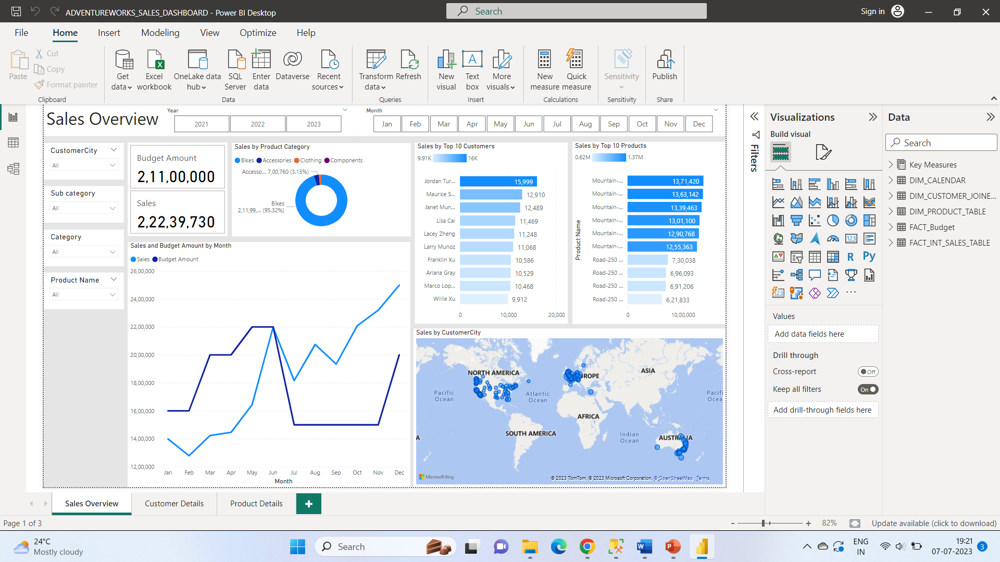 ADVENTUREWORKS_SALES_DASHBOARD - Power BI Desktop
Search
Sign in
File Home Insert Modeling View Optimize Help
Paste
Cut
Copy
Format painter
Clipboard
Get data
Excel workbook
OneLake data hub
SQL Server
Enter data
Dataverse
Recent sources
Data
Transform data
Refresh
Queries
New visual
Text box
More visuals
Insert
New measure
Quick measure
Calculations
Sensitivity
Sensitivity
Publish
Share
Sales Overview
Year
2021 2022 2023
Month
Jan Feb Mar Apr May Jun Jul Aug Sep Oct Nov Dec
CustomerCity
All
Sub category
All
Category
All
Product Name
All
Budget Amount
2,11,00,000
Sales
2,22,39,730
Sales by Product Category
Bikes Accessories Clothing Components
Accesso... 7,00,760 (3.15%)
Bikes
2,11,99,... (95.32%)
Sales and Budget Amount by Month
Sales Budget Amount
26,00,000
24,00,000
22,00,000
20,00,000
18,00,000
16,00,000
14,00,000
12,00,000
Jan Feb Mar Apr May Jun Jul Aug Sep Oct Nov Dec
Month
Sales by Top 10 Customers
9.91K 16K
Jordan Tur... 15,999
Maurice S... 12,910
Janet Mun... 12,489
Lisa Cai 11,469
Lacey Zheng 11,248
Larry Munoz 11,068
Franklin Xu 10,586
Ariana Gray 10,529
Marco Lop... 10,468
Willie Xu 9,912
0 10,000 20,000
Sales by Top 10 Products
0.62M 1.37M
Product Name
Mountain-... 13,71,420
Mountain-... 13,63,142
Mountain-... 13,39,463
Mountain-... 13,01,100
Mountain-... 12,90,768
Mountain-... 12,55,363
Road-250 ... 7,30,038
Road-250 ... 6,96,093
Road-250 ... 6,91,206
Road-250 ... 6,21,833
0 10,00,000
Sales by CustomerCity
NORTH AMERICA
ROPE
ASIA
Pacific
Ocean
Atlantic
Ocean
Pacifi
Ocea
AFRICA
SOUTH AMERICA
Indian
Ocean
AUSTRALIA
A
Microsoft Bing
© 2023 TomTom, © 2023 Microsoft Corporation, © OpenStreetMap Terms
Filters
Visualizations
Build visual
123
R
Py
123
...
Values
Add data fields here
Drill through
Cross-report
Off
Keep all filters
On
Add drill-through fields here
Data
Search
Key Measures
DIM_CALENDAR
DIM_CUSTOMER_JOINE...
DIM_PRODUCT_TABLE
FACT_Budget
FACT_INT_SALES_TABLE
Sales Overview Customer Details Product Details +
Page 1 of 3
- + 82%
Update available (click to download)
24°C
Mostly cloudy
Search
ENG
IN
19:21
07-07-2023
3